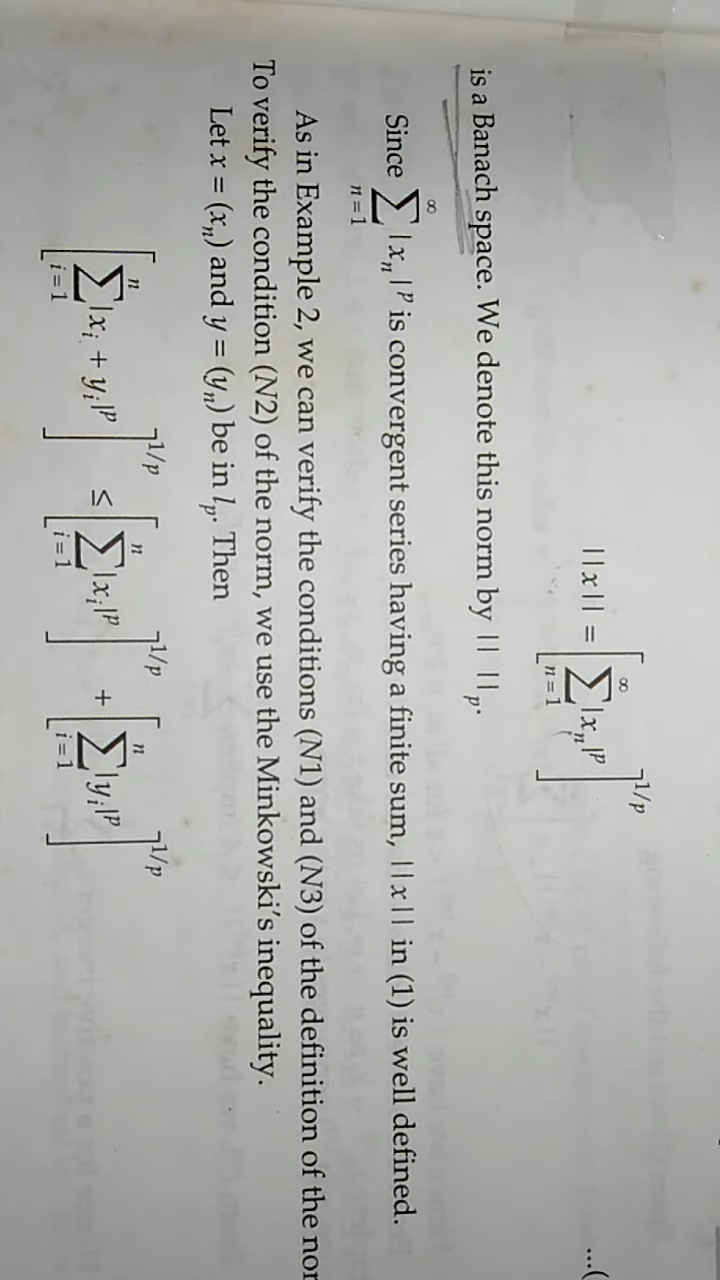 ||x|| = [∑_{n=1}^{∞} |x_n|^p]^{1/p} ...(
is a Banach space. We denote this norm by || ||_p.
Since ∑_{n=1}^{∞} |x_n|^p is convergent series having a finite sum, ||x|| in (1) is well defined.
As in Example 2, we can verify the conditions (N1) and (N3) of the definition of the nor
To verify the condition (N2) of the norm, we use the Minkowski's inequality.
Let x = (x_n) and y = (y_n) be in l_p. Then
[∑_{i=1}^{n} |x_i + y_i|^p]^{1/p} ≤ [∑_{i=1}^{n} |x_i|^p]^{1/p} + [∑_{i=1}^{n} |y_i|^p]^{1/p}